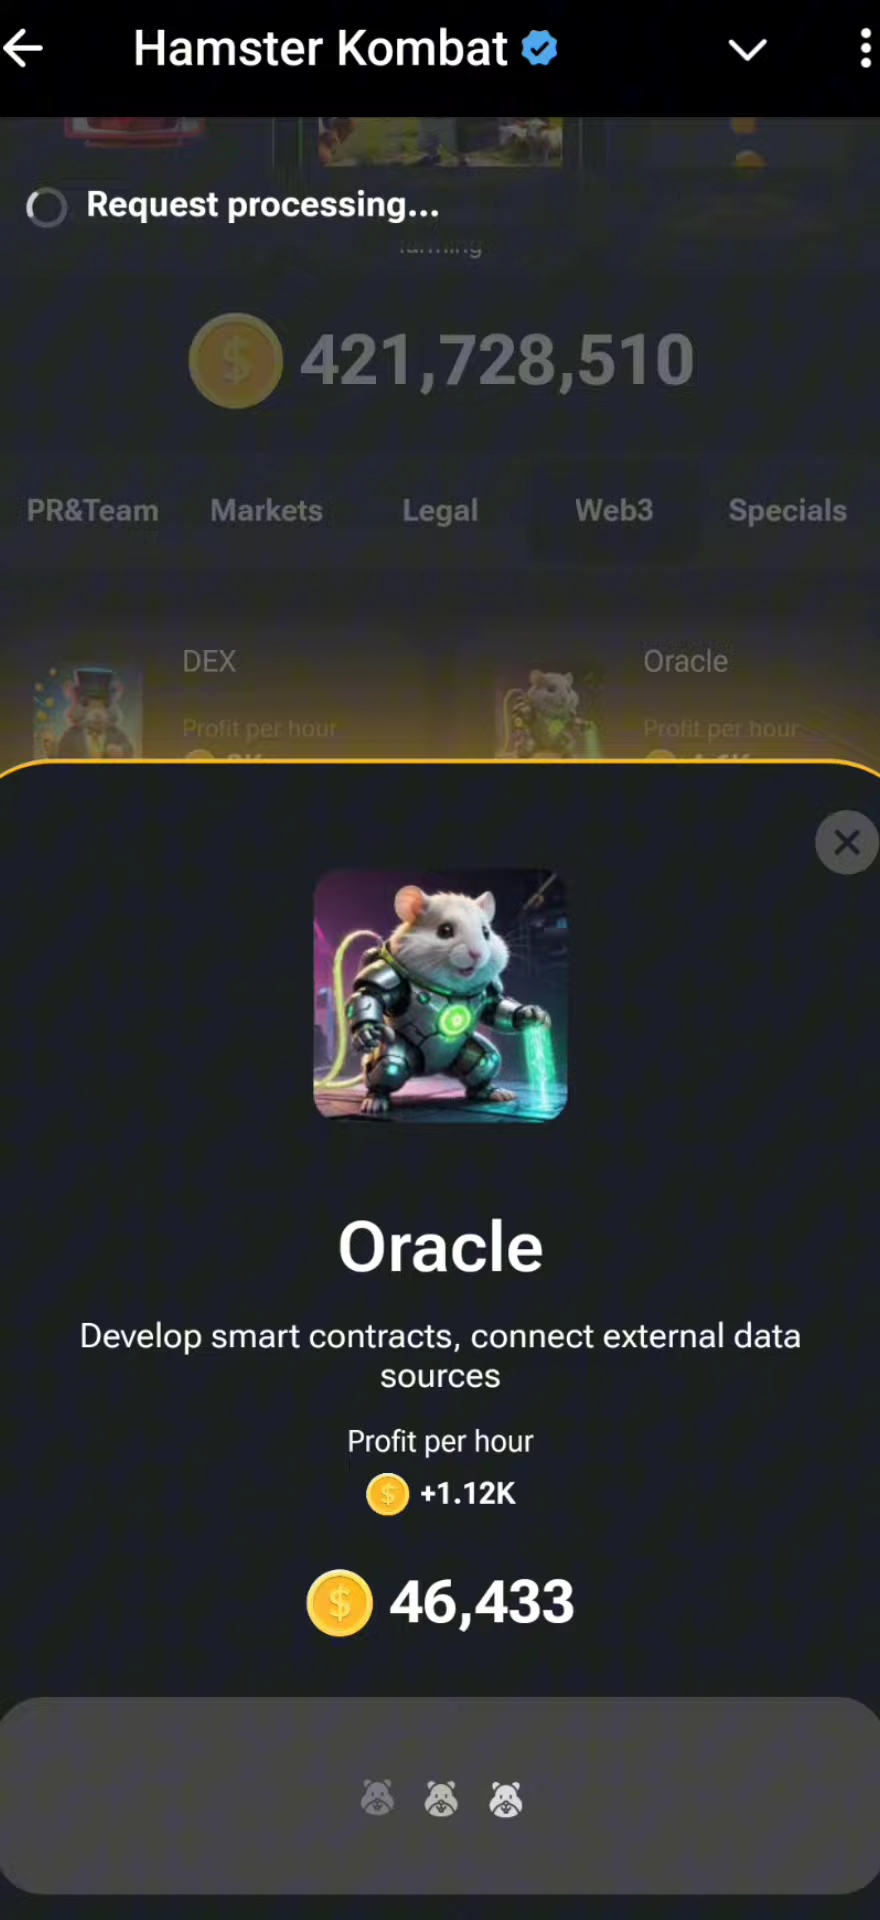 Hamster Kombat
Request processing...
farming
421,728,510
PR&Team Markets Legal Web3 Specials
DEX
Oracle
Profit per hour
Profit per hour
Oracle
Develop smart contracts, connect external data
sources
Profit per hour
+1.12K
46,433